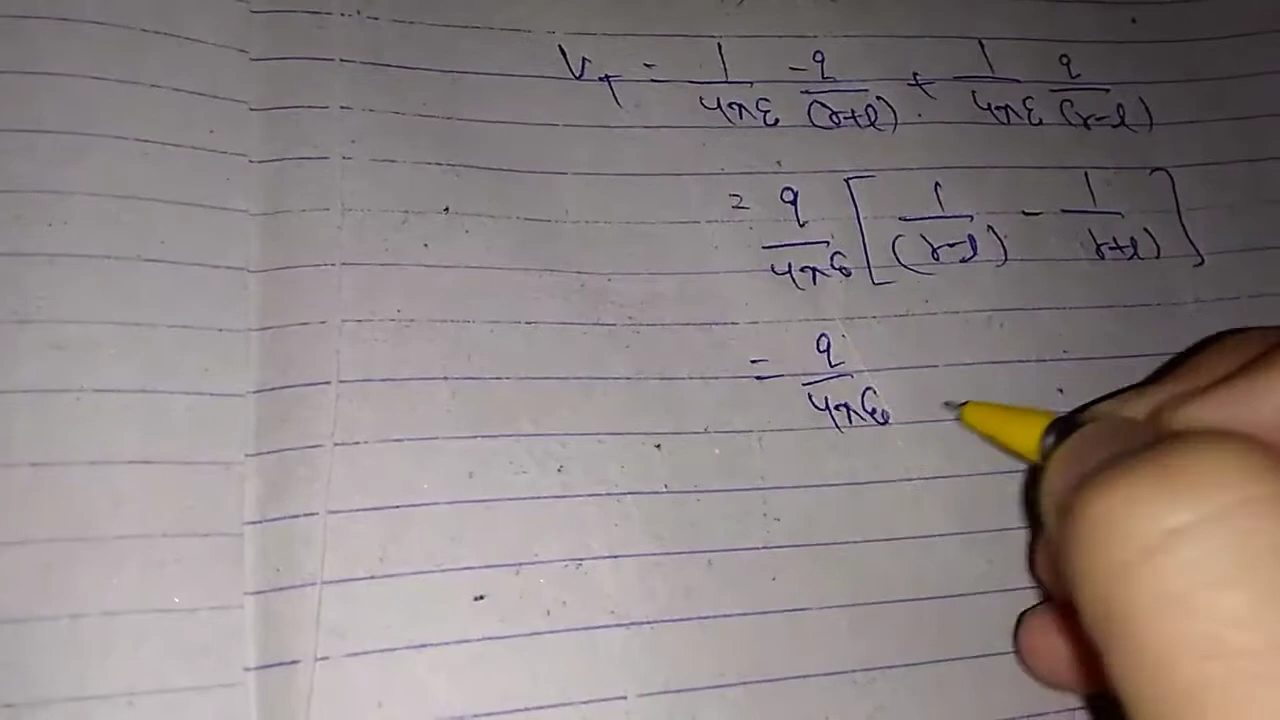 V_T = 1/4πε -q/(r+l) + 1/4πε q/(r-l)
= q/4πε [ 1/(r-l) - 1/r+l) ]
= q/4πε₀